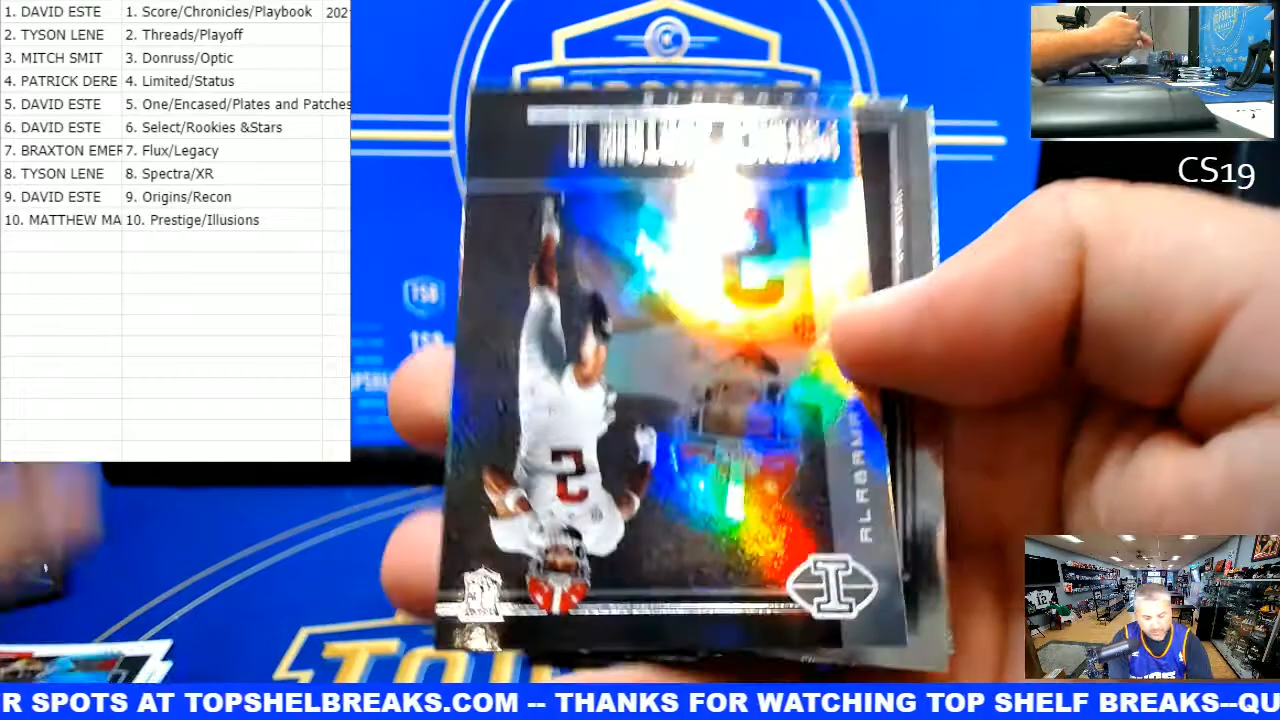 1. DAVID ESTE 1. Score/Chronicles/Playbook 202
2. TYSON LENE 2. Threads/Playoff
3. MITCH SMIT 3. Donruss/Optic
4. PATRICK DERE 4. Limited/Status
5. DAVID ESTE 5. One/Encased/Plates and Patches
6. DAVID ESTE 6. Select/Rookies &Stars
7. BRAXTON EMER 7. Flux/Legacy
8. TYSON LENE 8. Spectra/XR
9. DAVID ESTE 9. Origins/Recon
10. MATTHEW MA 10. Prestige/Illusions
CS19
TSB
2
ALABAMA
I
R SPOTS AT TOPSHELBREAKS.COM -- THANKS FOR WATCHING TOP SHELF BREAKS--QU